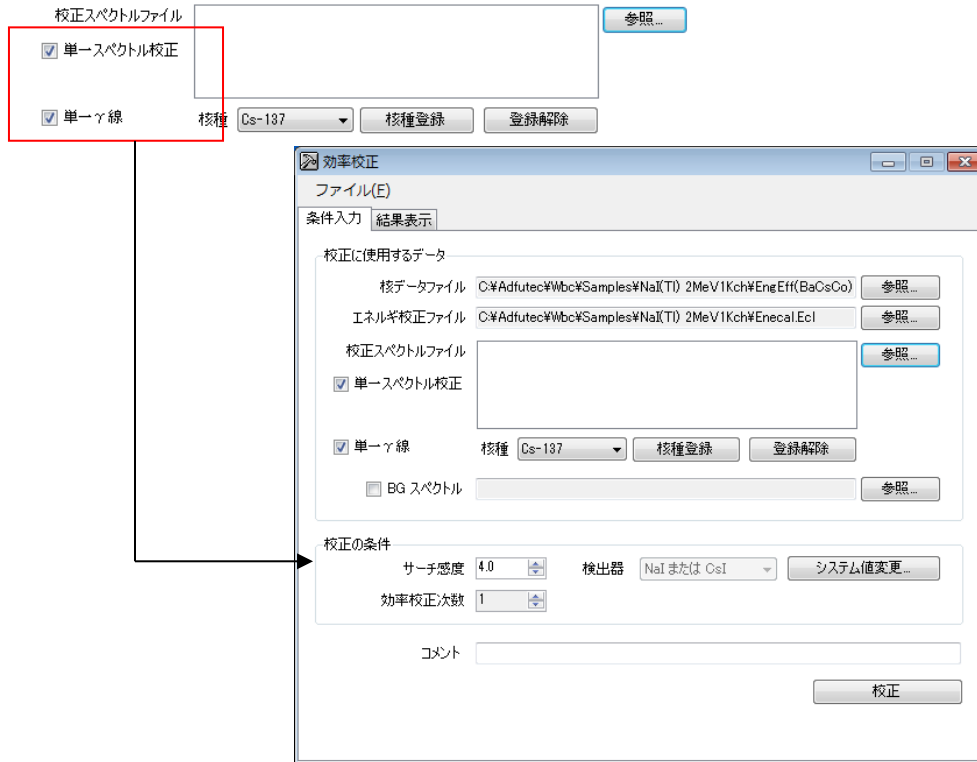 校正スペクトルファイル 参照...
単一スペクトル校正
単一γ線 核種 Cs-137 核種登録 登録解除
効率校正
ファイル(F)
条件入力 結果表示
校正に使用するデータ
核データファイル C:¥Adfutec¥Wbc¥Samples¥NaI(Tl) 2MeV1Kch¥EngEff(BaCsCo) 参照...
エネルギ校正ファイル C:¥Adfutec¥Wbc¥Samples¥NaI(Tl) 2MeV1Kch¥Enecal.Ecl 参照...
校正スペクトルファイル 参照...
単一スペクトル校正
単一γ線 核種 Cs-137 核種登録 登録解除
BG スペクトル 参照...
校正の条件
サーチ感度 4.0 検出器 NaI または CsI システム値変更...
効率校正次数 1
コメント
校正